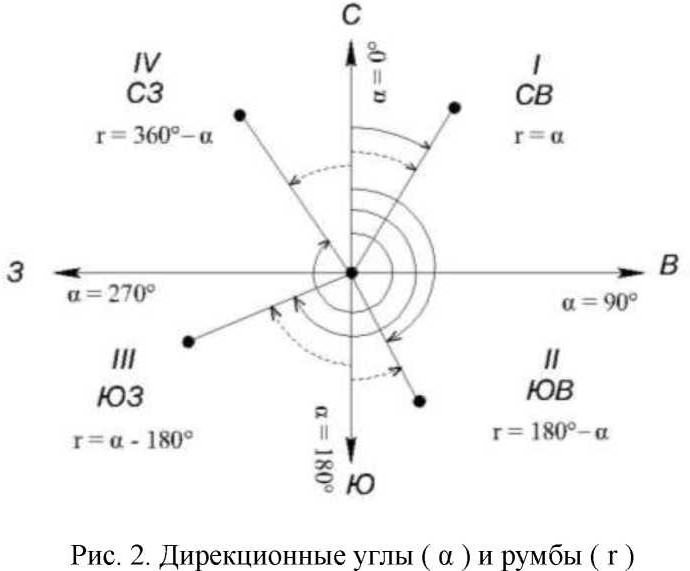 С
α = 0°
IV
СЗ
r = 360°–α
I
СВ
r = α
З
α = 270°
В
α = 90°
III
ЮЗ
r = α - 180°
II
ЮВ
r = 180°–α
α = 180°
Ю
Рис. 2. Дирекционные углы ( α ) и румбы ( r )